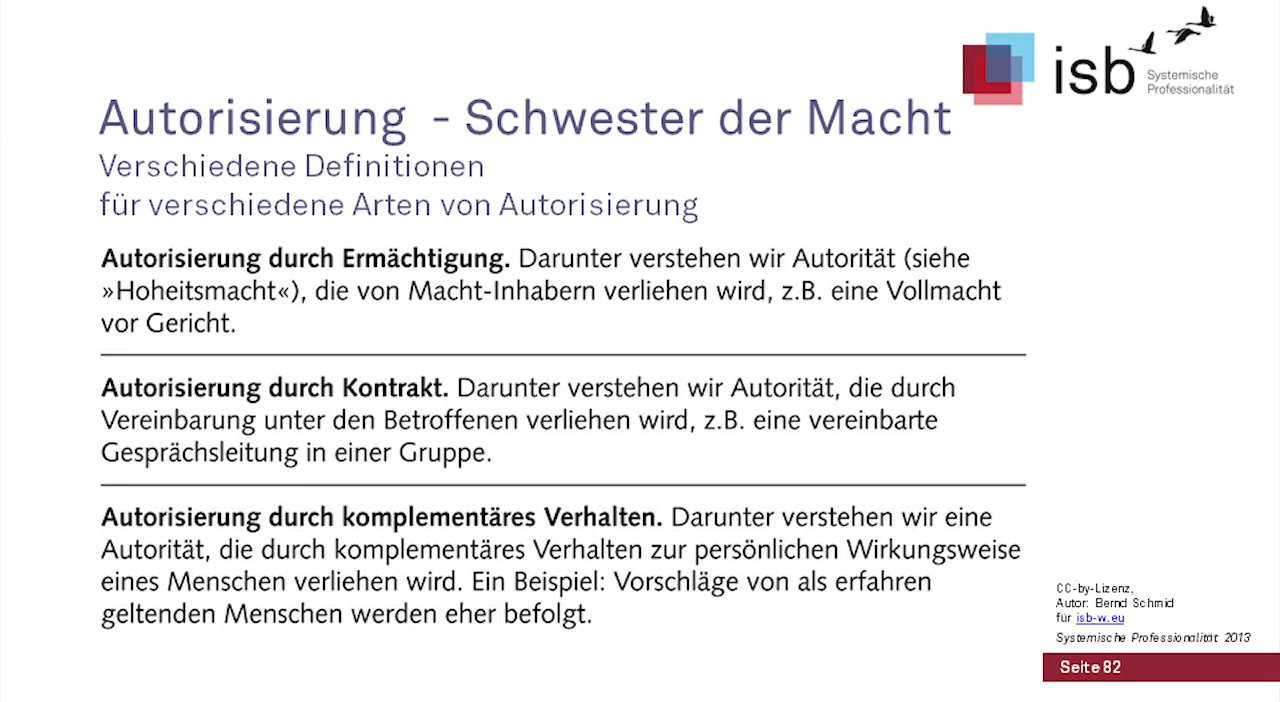 isb
Systemische
Professionalität
Autorisierung - Schwester der Macht
Verschiedene Definitionen
für verschiedene Arten von Autorisierung
Autorisierung durch Ermächtigung. Darunter verstehen wir Autorität (siehe
»Hoheitsmacht«), die von Macht-Inhabern verliehen wird, z.B. eine Vollmacht
vor Gericht.
Autorisierung durch Kontrakt. Darunter verstehen wir Autorität, die durch
Vereinbarung unter den Betroffenen verliehen wird, z.B. eine vereinbarte
Gesprächsleitung in einer Gruppe.
Autorisierung durch komplementäres Verhalten. Darunter verstehen wir eine
Autorität, die durch komplementäres Verhalten zur persönlichen Wirkungsweise
eines Menschen verliehen wird. Ein Beispiel: Vorschläge von als erfahren
geltenden Menschen werden eher befolgt.
CC-by-Lizenz,
Autor: Bernd Schmid
für isb-w.eu
Systemische Professionalität 2013
Seite 82